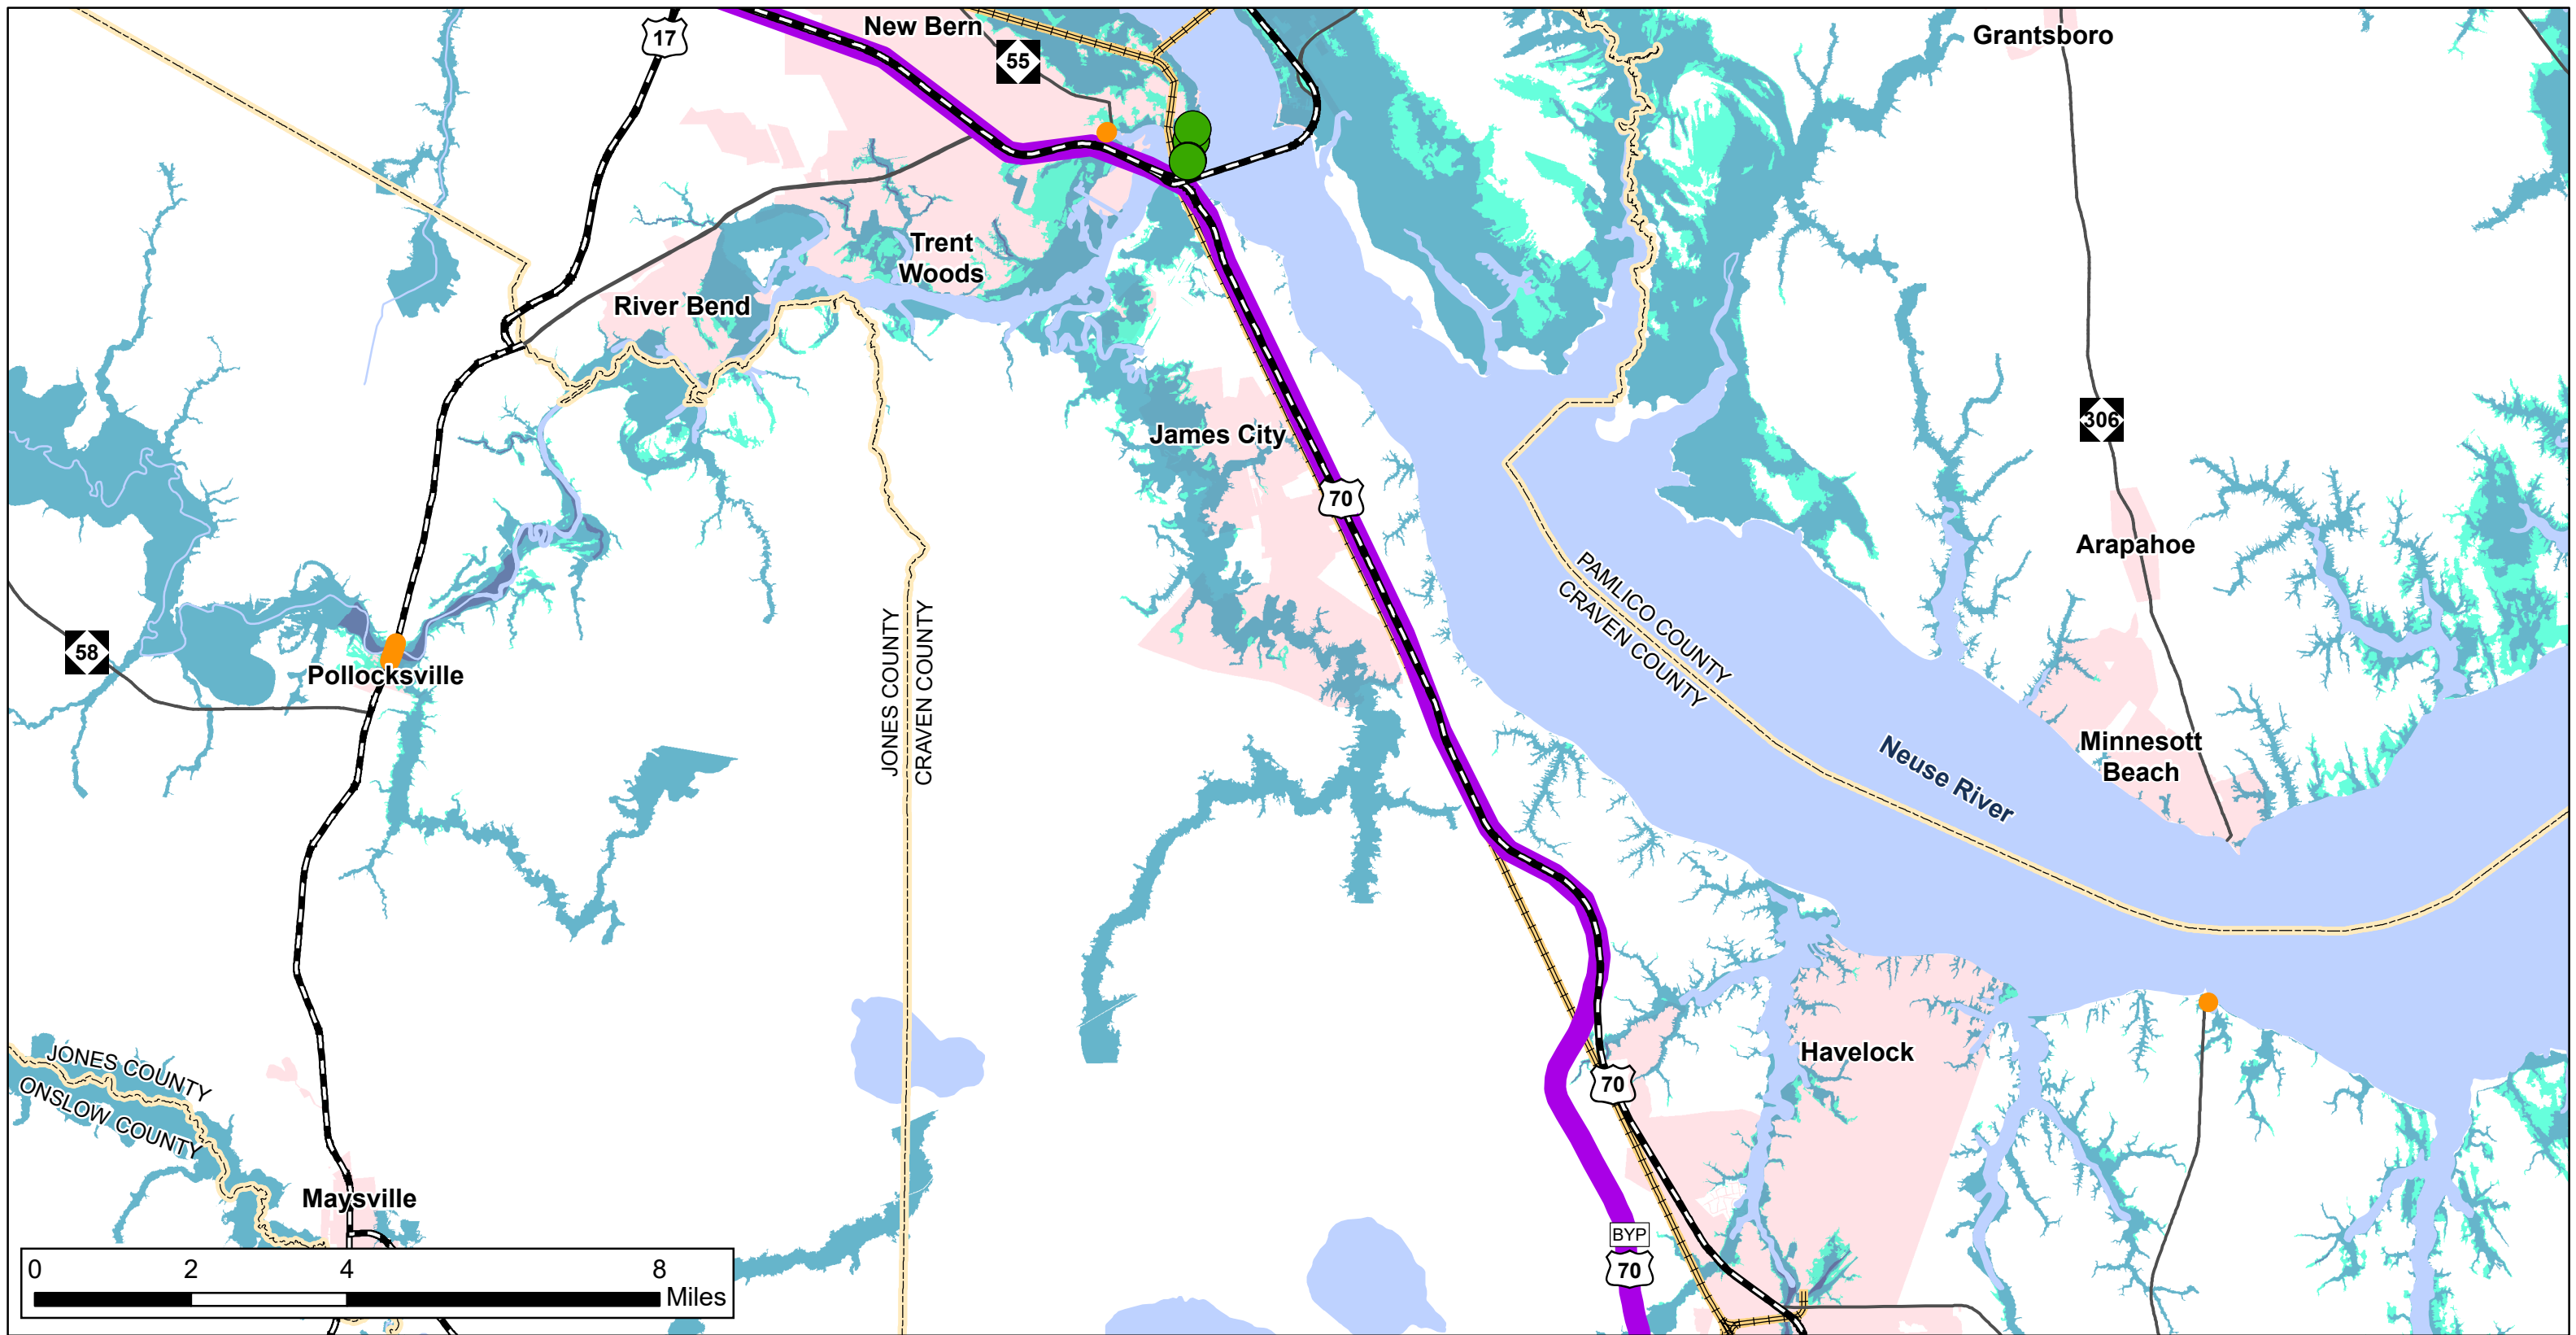 New Bern
17
55
Grantsboro
Trent
Woods
River Bend
306
James City
70
Arapahoe
PAMLICO COUNTY
CRAVEN COUNTY
58
Pollocksville
JONES COUNTY
CRAVEN COUNTY
Minnesott
Beach
Neuse River
Havelock
JONES COUNTY
ONSLOW COUNTY
70
Maysville
BYP
70
0 2 4 8
Miles